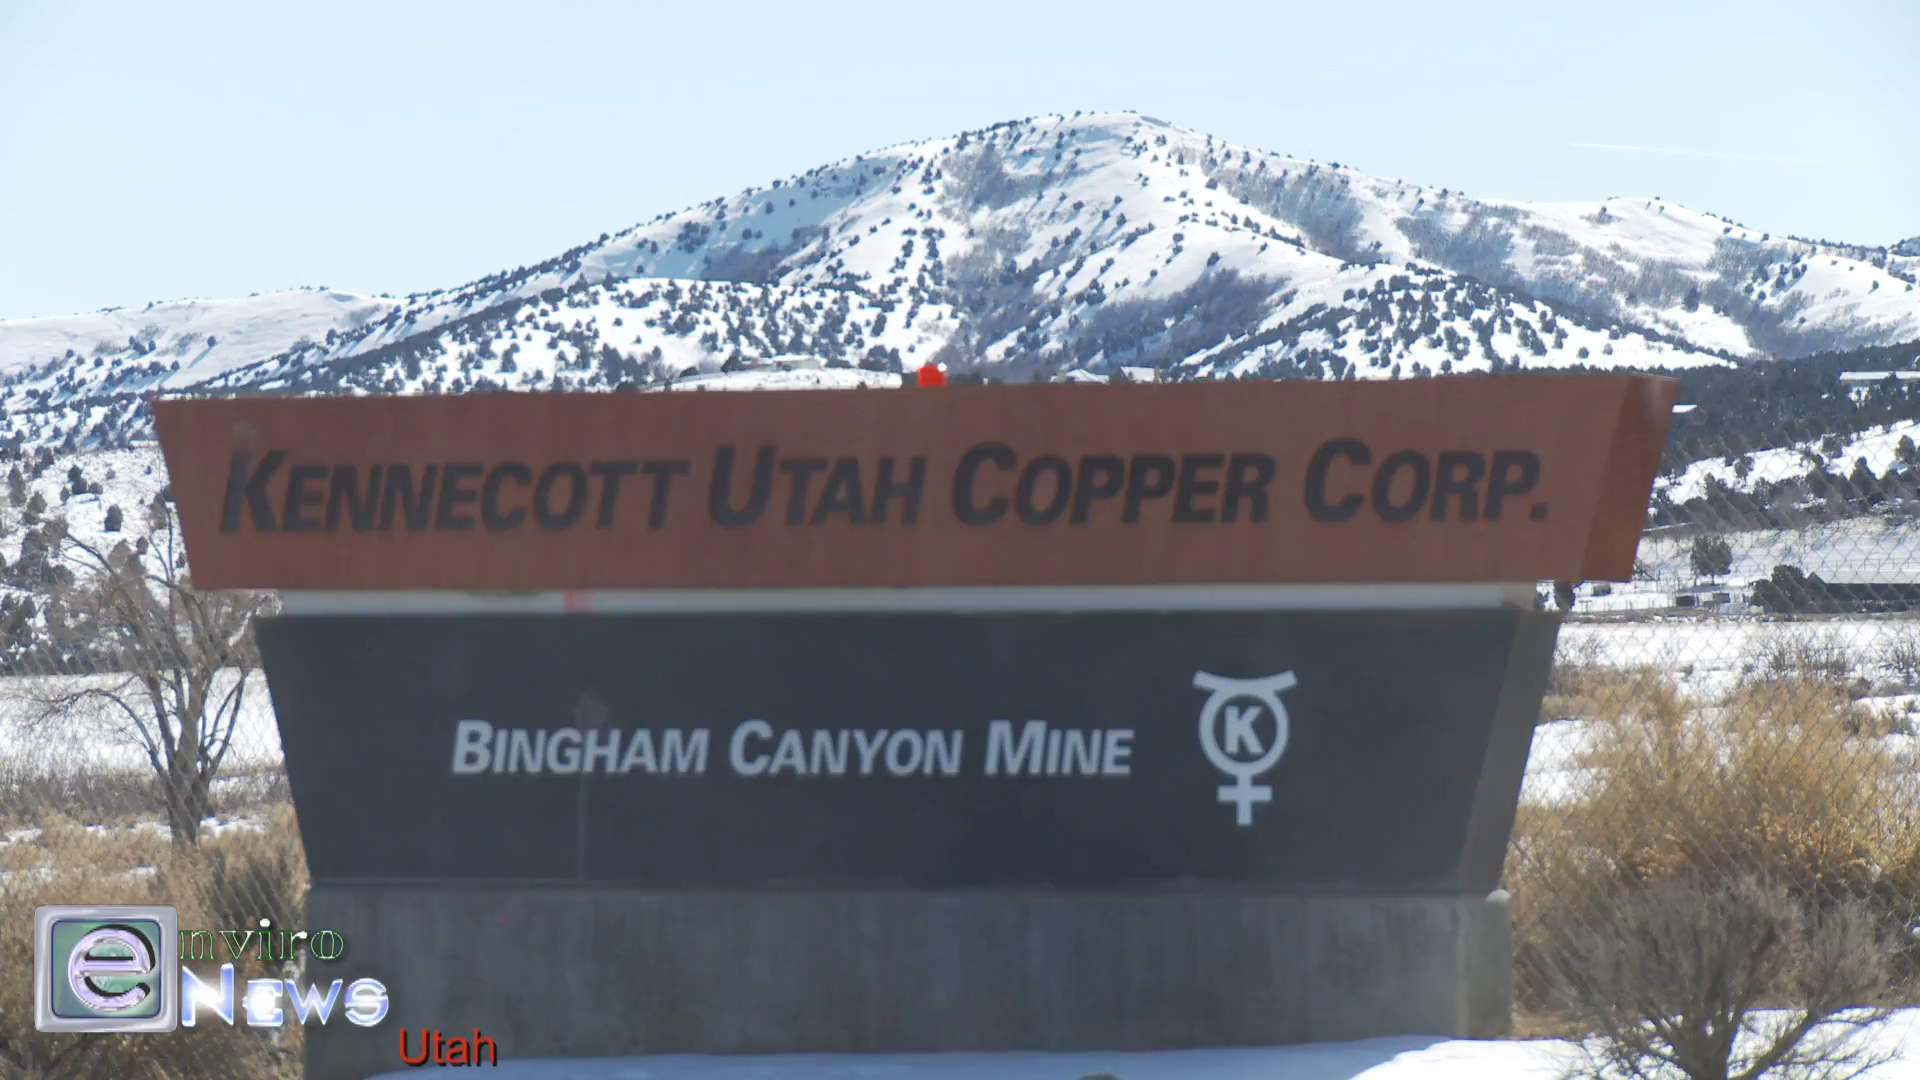 KENNECOTT UTAH COPPER CORP.
BINGHAM CANYON MINE K
enviro
NEWS
Utah